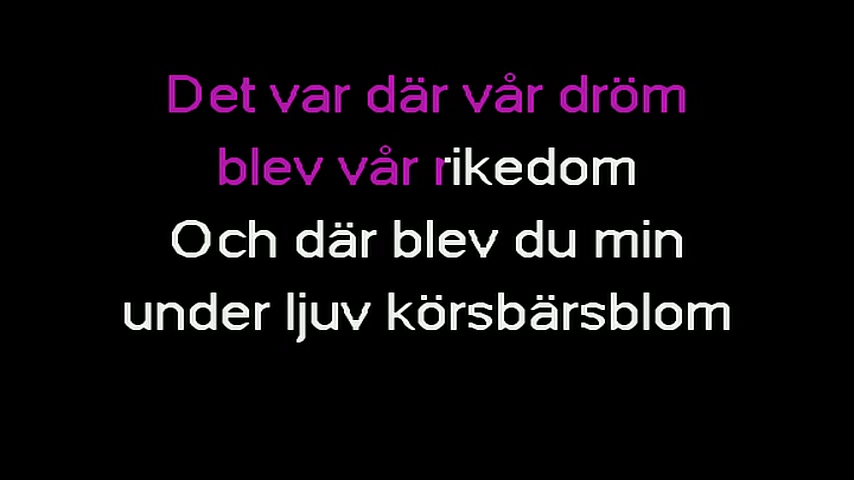 Det var där vår dröm
blev vår rikedom
Och där blev du min
under ljuv körsbärsblom